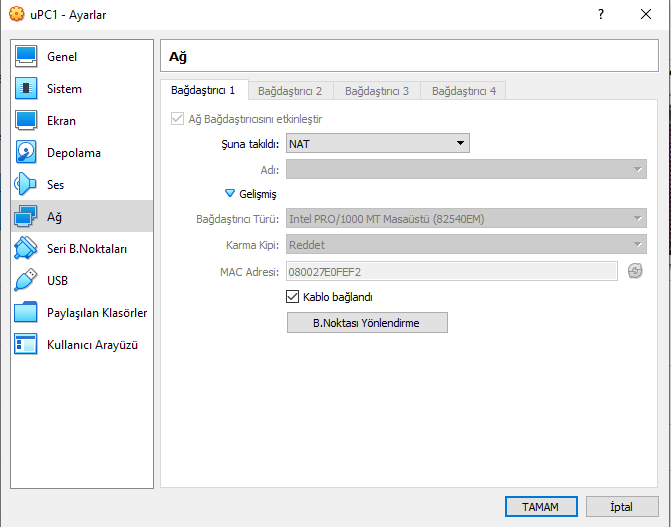 uPC1 - Ayarlar
Genel
Sistem
Ekran
Depolama
Ses
Ağ
Seri B.Noktaları
USB
Paylaşılan Klasörler
Kullanıcı Arayüzü
Ağ
Bağdaştırıcı 1 Bağdaştırıcı 2 Bağdaştırıcı 3 Bağdaştırıcı 4
Ağ Bağdaştırıcısını etkinleştir
Şuna takıldı: NAT
Adı:
Gelişmiş
Bağdaştırıcı Türü: Intel PRO/1000 MT Masaüstü (82540EM)
Karma Kipi: Reddet
MAC Adresi: 080027E0FEF2
Kablo bağlandı
B.Noktası Yönlendirme
TAMAM İptal